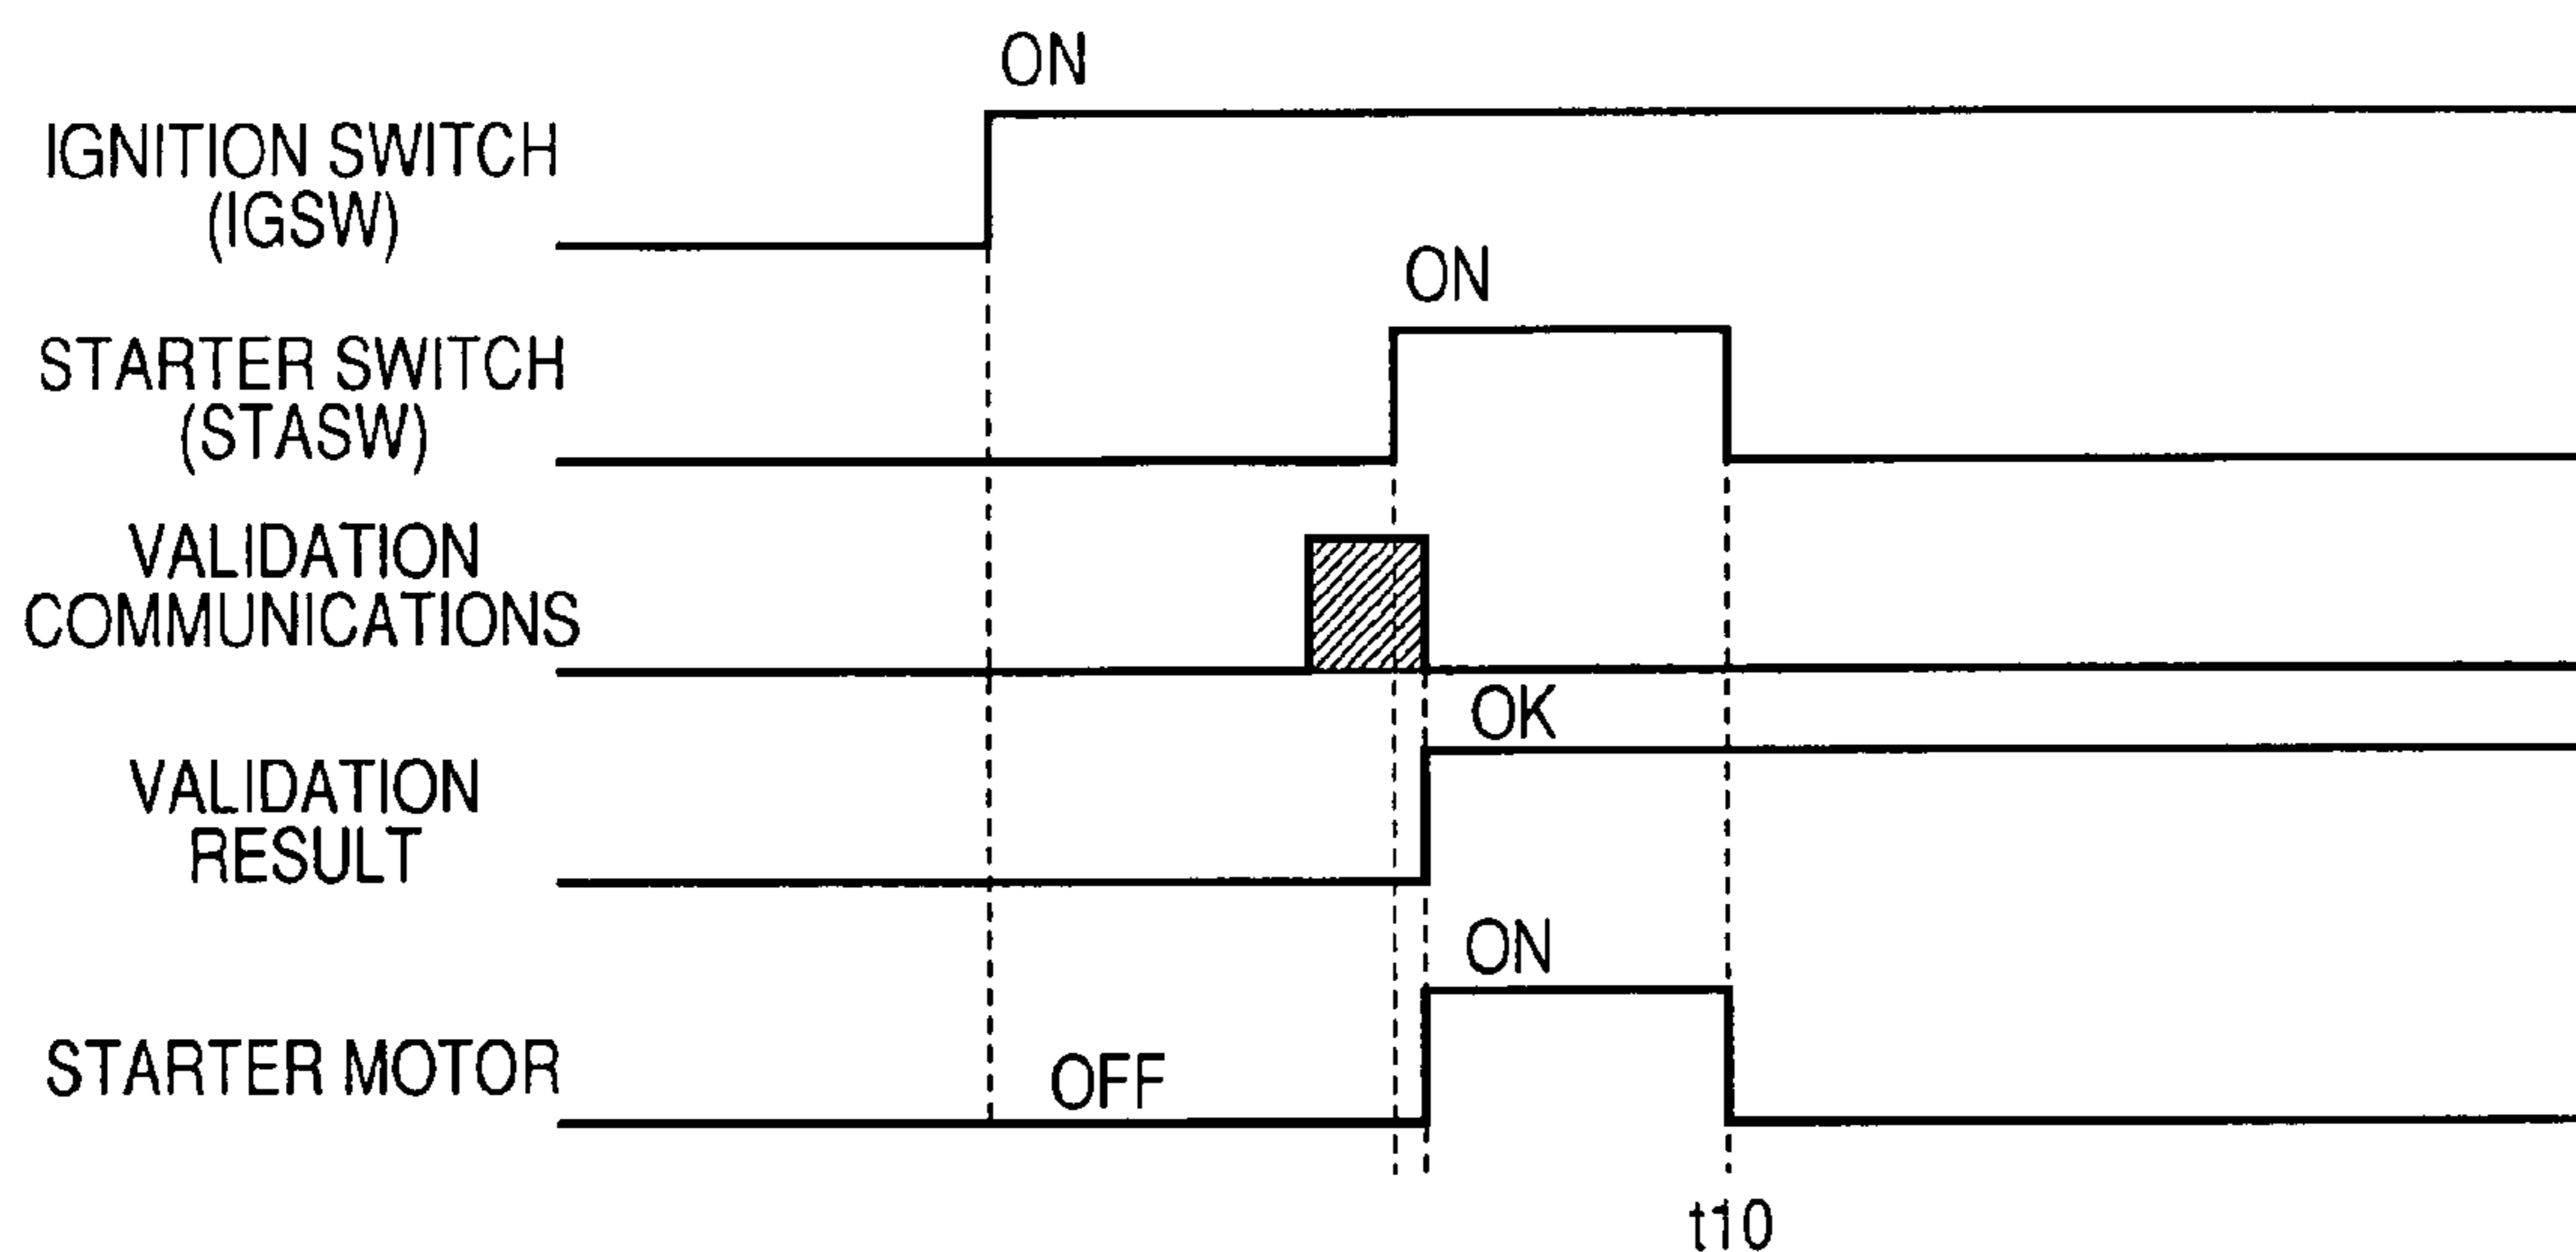 ON
IGNITION SWITCH
(IGSW)
ON
STARTER SWITCH
(STASW)
VALIDATION
COMMUNICATIONS
OK
VALIDATION
RESULT
ON
OFF
STARTER MOTOR
t10